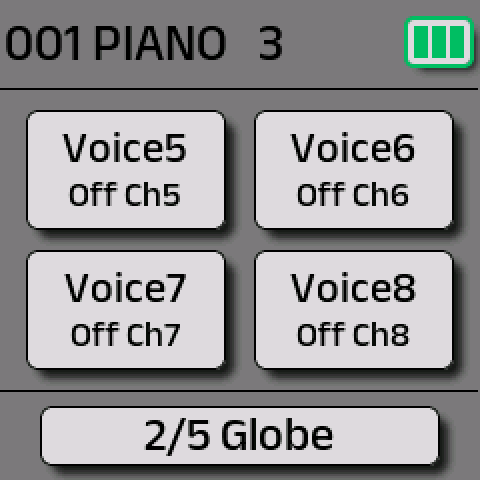 001 PIANO 3
Voice5
Off Ch5
Voice6
Off Ch6
Voice7
Off Ch7
Voice8
Off Ch8
2/5 Globe